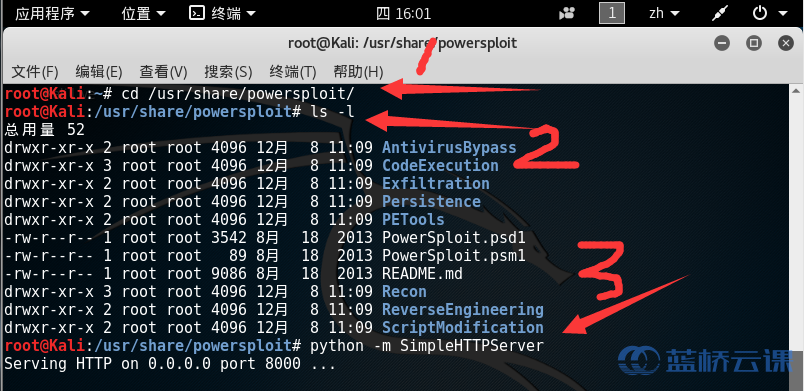 应用程序 ▾ 位置 ▾ 终端 ▾ 四 16:01 1 zh ▾
root@Kali: /usr/share/powersploit
文件(F) 编辑(E) 查看(V) 搜索(S) 终端(T) 帮助(H)
1
root@Kali:~# cd /usr/share/powersploit/
root@Kali:/usr/share/powersploit# ls -l
总用量 52
drwxr-xr-x 2 root root 4096 12月  8 11:09 AntivirusBypass
2
drwxr-xr-x 3 root root 4096 12月  8 11:09 CodeExecution
drwxr-xr-x 2 root root 4096 12月  8 11:09 Exfiltration
drwxr-xr-x 2 root root 4096 12月  8 11:09 Persistence
drwxr-xr-x 2 root root 4096 12月  8 11:09 PETools
-rw-r--r-- 1 root root 3542 8月  18  2013 PowerSploit.psd1
-rw-r--r-- 1 root root   89 8月  18  2013 PowerSploit.psm1
3
-rw-r--r-- 1 root root 9086 8月  18  2013 README.md
drwxr-xr-x 3 root root 4096 12月  8 11:09 Recon
drwxr-xr-x 2 root root 4096 12月  8 11:09 ReverseEngineering
drwxr-xr-x 2 root root 4096 12月  8 11:09 ScriptModification
root@Kali:/usr/share/powersploit# python -m SimpleHTTPServer
Serving HTTP on 0.0.0.0 port 8000 ...
蓝桥云课